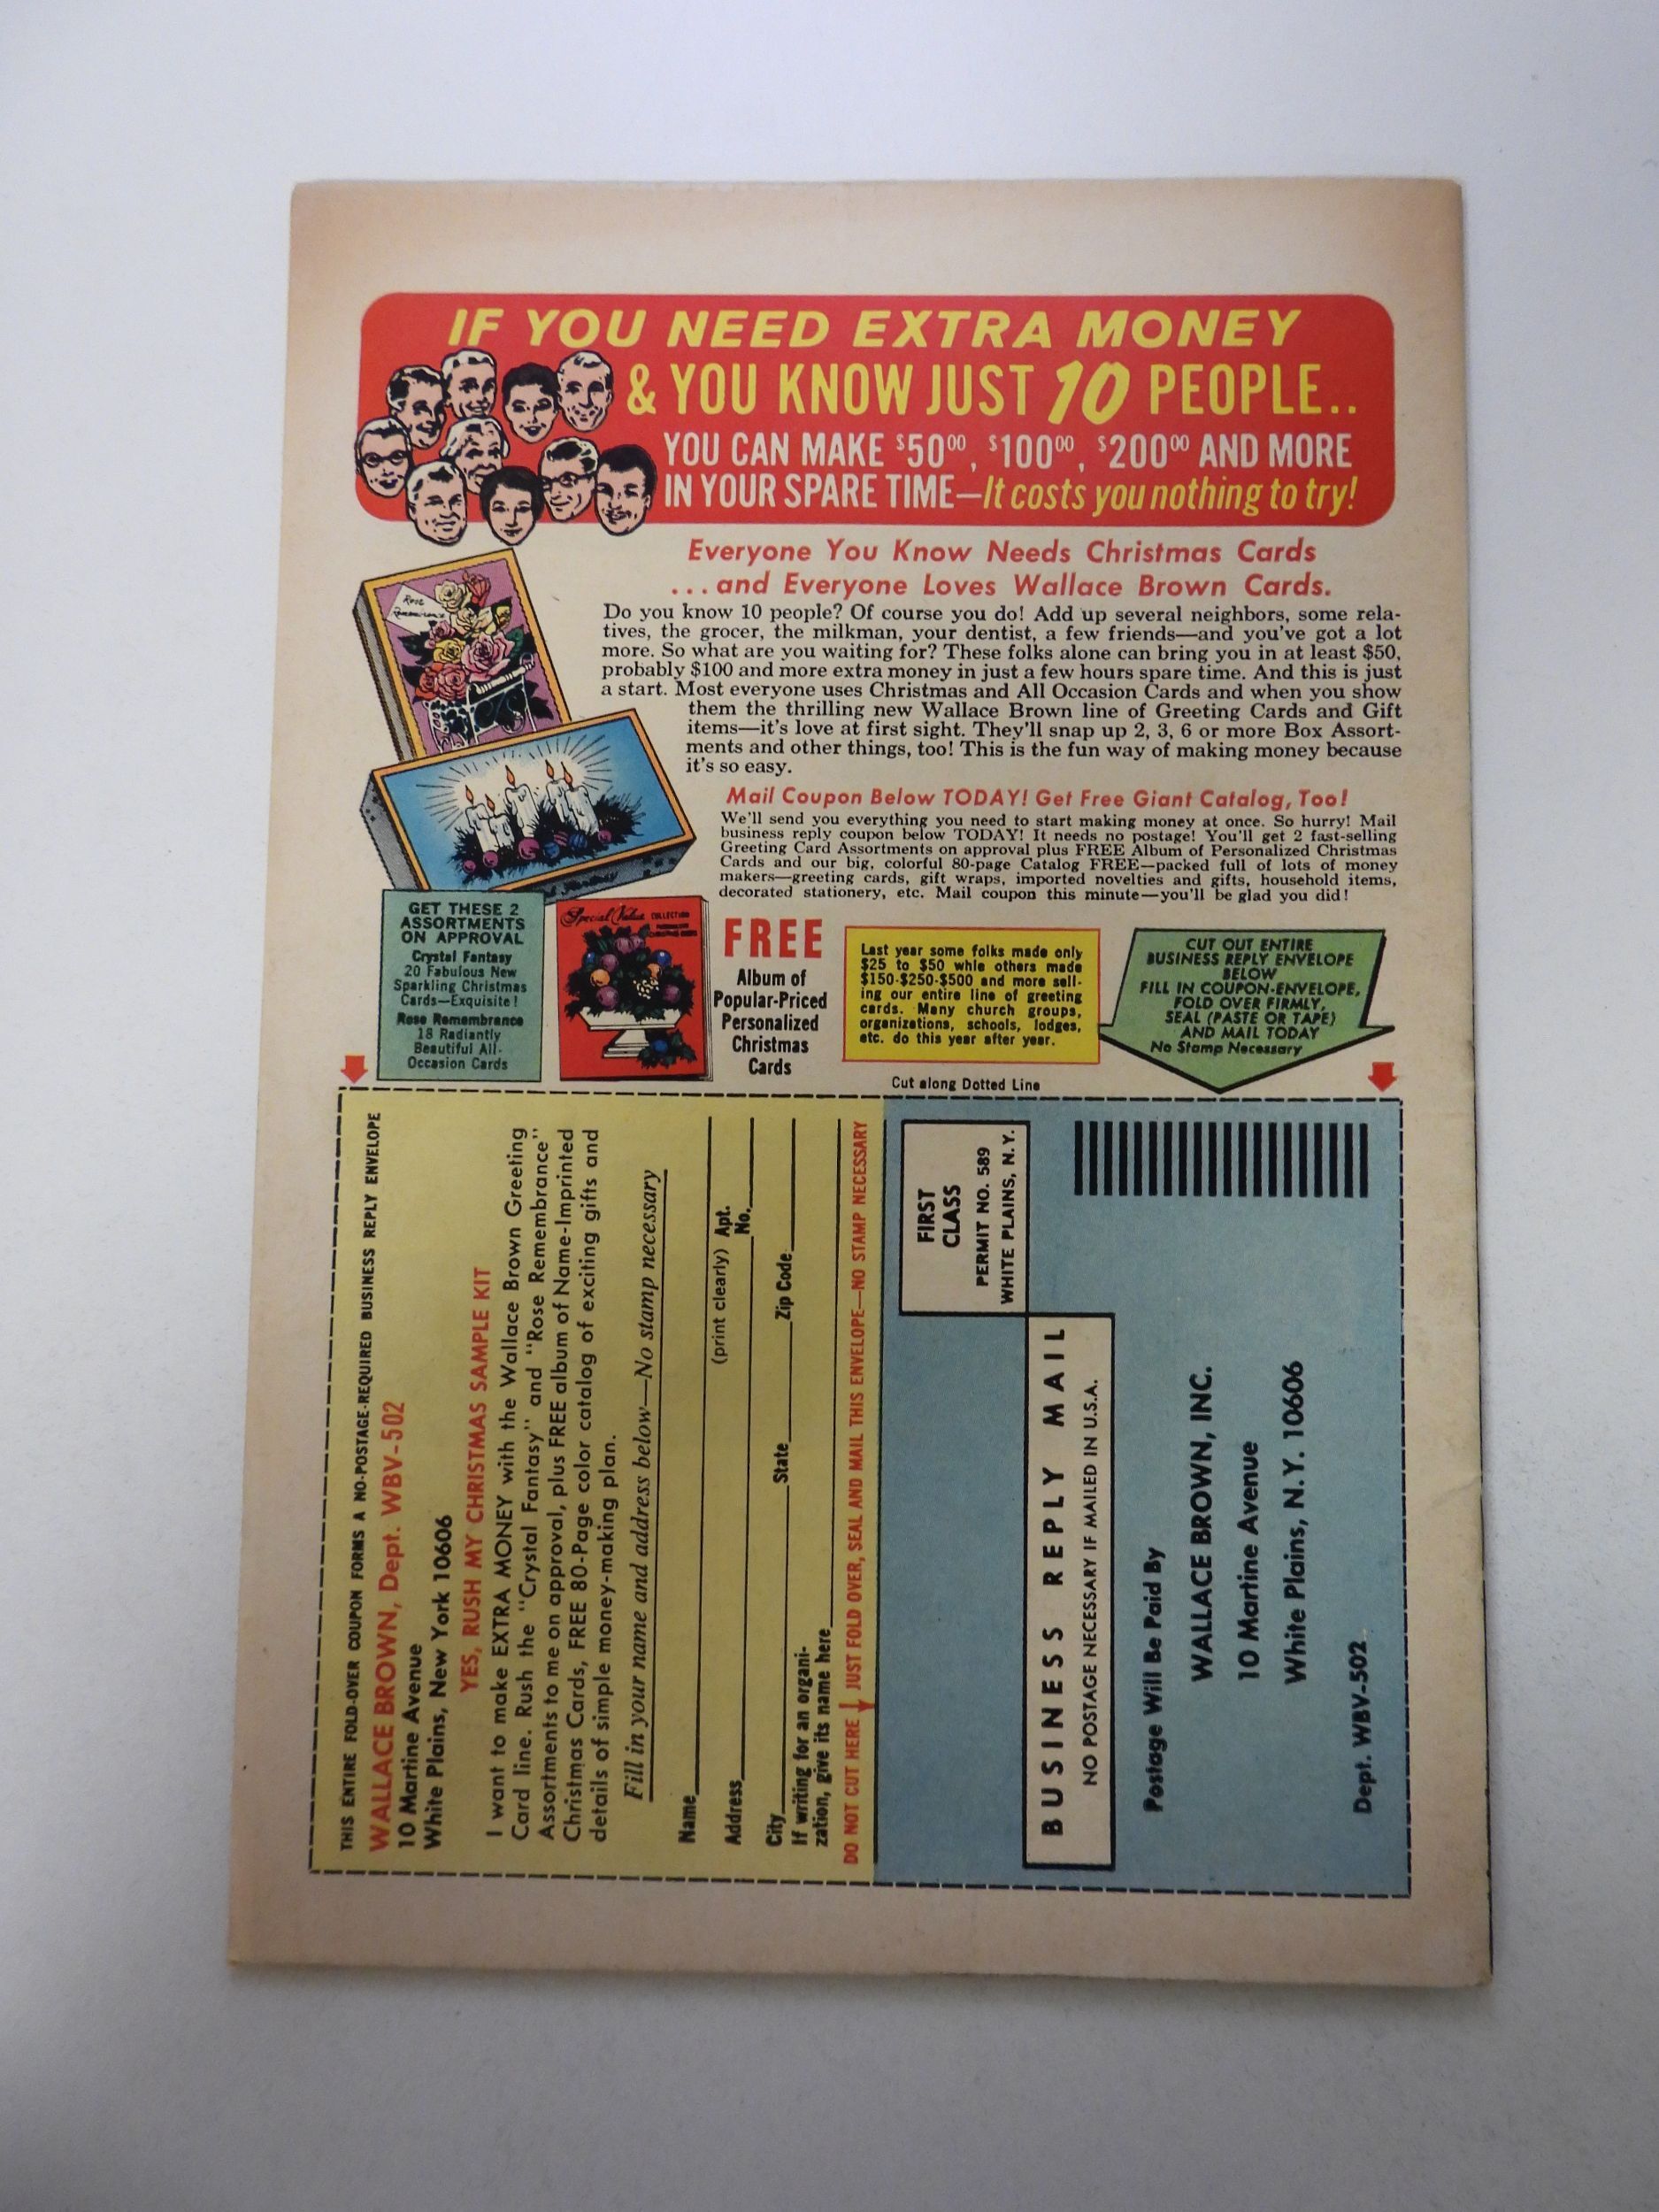 IF YOU NEED EXTRA MONEY
& YOU KNOW JUST 10 PEOPLE..
YOU CAN MAKE $5000, $10000, $20000 AND MORE
IN YOUR SPARE TIME—It costs you nothing to try!
Everyone You Know Needs Christmas Cards
...and Everyone Loves Wallace Brown Cards.
Do you know 10 people? Of course you do! Add up several neighbors, some rela-
tives, the grocer, the milkman, your dentist, a few friends—and you've got a lot
more. So what are you waiting for? These folks alone can bring you in at least $50,
probably $100 and more extra money in just a few hours spare time. And this is just
a start. Most everyone uses Christmas and All Occasion Cards and when you show
them the thrilling new Wallace Brown line of Greeting Cards and Gift
items—it's love at first sight. They'll snap up 2, 3, 6 or more Box Assort-
ments and other things, too! This is the fun way of making money because
it's so easy.
Rose
Remembrance
Mail Coupon Below TODAY! Get Free Giant Catalog, Too!
We'll send you everything you need to start making money at once. So hurry! Mail
business reply coupon below TODAY! It needs no postage! You'll get 2 fast-selling
Greeting Card Assortments on approval plus FREE Album of Personalized Christmas
Cards and our big, colorful 80-page Catalog FREE—packed full of lots of money
makers—greeting cards, gift wraps, imported novelties and gifts, household items,
decorated stationery, etc. Mail coupon this minute—you'll be glad you did!
GET THESE 2
ASSORTMENTS
ON APPROVAL
Crystal Fantasy
20 Fabulous New
Sparkling Christmas
Cards—Exquisite!
Rose Remembrance
18 Radiantly
Beautiful All-
Occasion Cards
Special Value COLLECTION
PERSONALIZED
CHRISTMAS CARDS
FREE
Album of
Popular-Priced
Personalized
Christmas
Cards
Last year some folks made only
$25 to $50 while others made
$150-$250-$500 and more sell-
ing our entire line of greeting
cards. Many church groups,
organizations, schools, lodges,
etc. do this year after year.
CUT OUT ENTIRE
BUSINESS REPLY ENVELOPE
BELOW
FILL IN COUPON-ENVELOPE,
FOLD OVER FIRMLY,
SEAL (PASTE OR TAPE)
AND MAIL TODAY
No Stamp Necessary
Cut along Dotted Line
THIS ENTIRE FOLD-OVER COUPON FORMS A NO-POSTAGE-REQUIRED BUSINESS REPLY ENVELOPE
WALLACE BROWN, Dept. WBV-502
10 Martine Avenue
White Plains, New York 10606
YES, RUSH MY CHRISTMAS SAMPLE KIT
I want to make EXTRA MONEY with the Wallace Brown Greeting
Card line. Rush the "Crystal Fantasy" and "Rose Remembrance"
Assortments to me on approval, plus FREE album of Name-Imprinted
Christmas Cards, FREE 80-Page color catalog of exciting gifts and
details of simple money-making plan.
Fill in your name and address below—No stamp necessary
Name
(print clearly)
Address Apt. No.
City State Zip Code
If writing for an organi-
zation, give its name here
DO NOT CUT HERE JUST FOLD OVER, SEAL AND MAIL THIS ENVELOPE—NO STAMP NECESSARY
FIRST
CLASS
PERMIT NO. 589
WHITE PLAINS, N.Y.
BUSINESS REPLY MAIL
NO POSTAGE NECESSARY IF MAILED IN U.S.A.
Postage Will Be Paid By
WALLACE BROWN, INC.
10 Martine Avenue
White Plains, N.Y. 10606
Dept. WBV-502